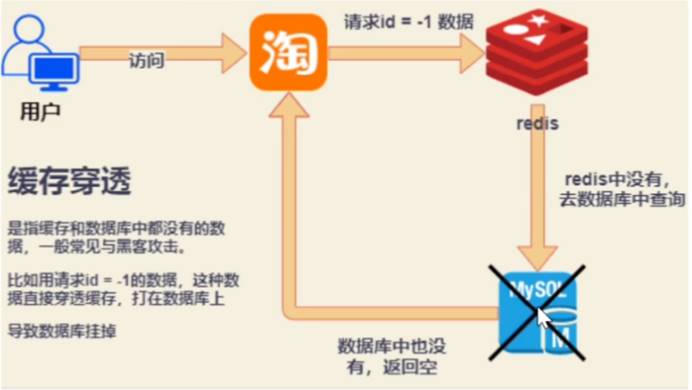 请求id = -1 数据
淘
访问
用户
redis
缓存穿透
redis中没有，
去数据库中查询
是指缓存和数据库中都没有的数
据，一般常见与黑客攻击。
比如用请求id = -1的数据，这种数
据直接穿透缓存，打在数据库上
导致数据库挂掉
MySQL
M
数据库中也没
有，返回空